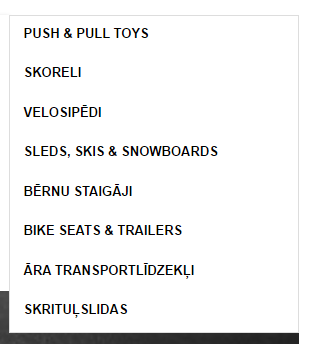 PUSH & PULL TOYS
SKORELI
VELOSIPĒDI
SLEDS, SKIS & SNOWBOARDS
BĒRNU STAIGĀJI
BIKE SEATS & TRAILERS
ĀRA TRANSPORTLĪDZEKĻI
SKRITUĻSLIDAS